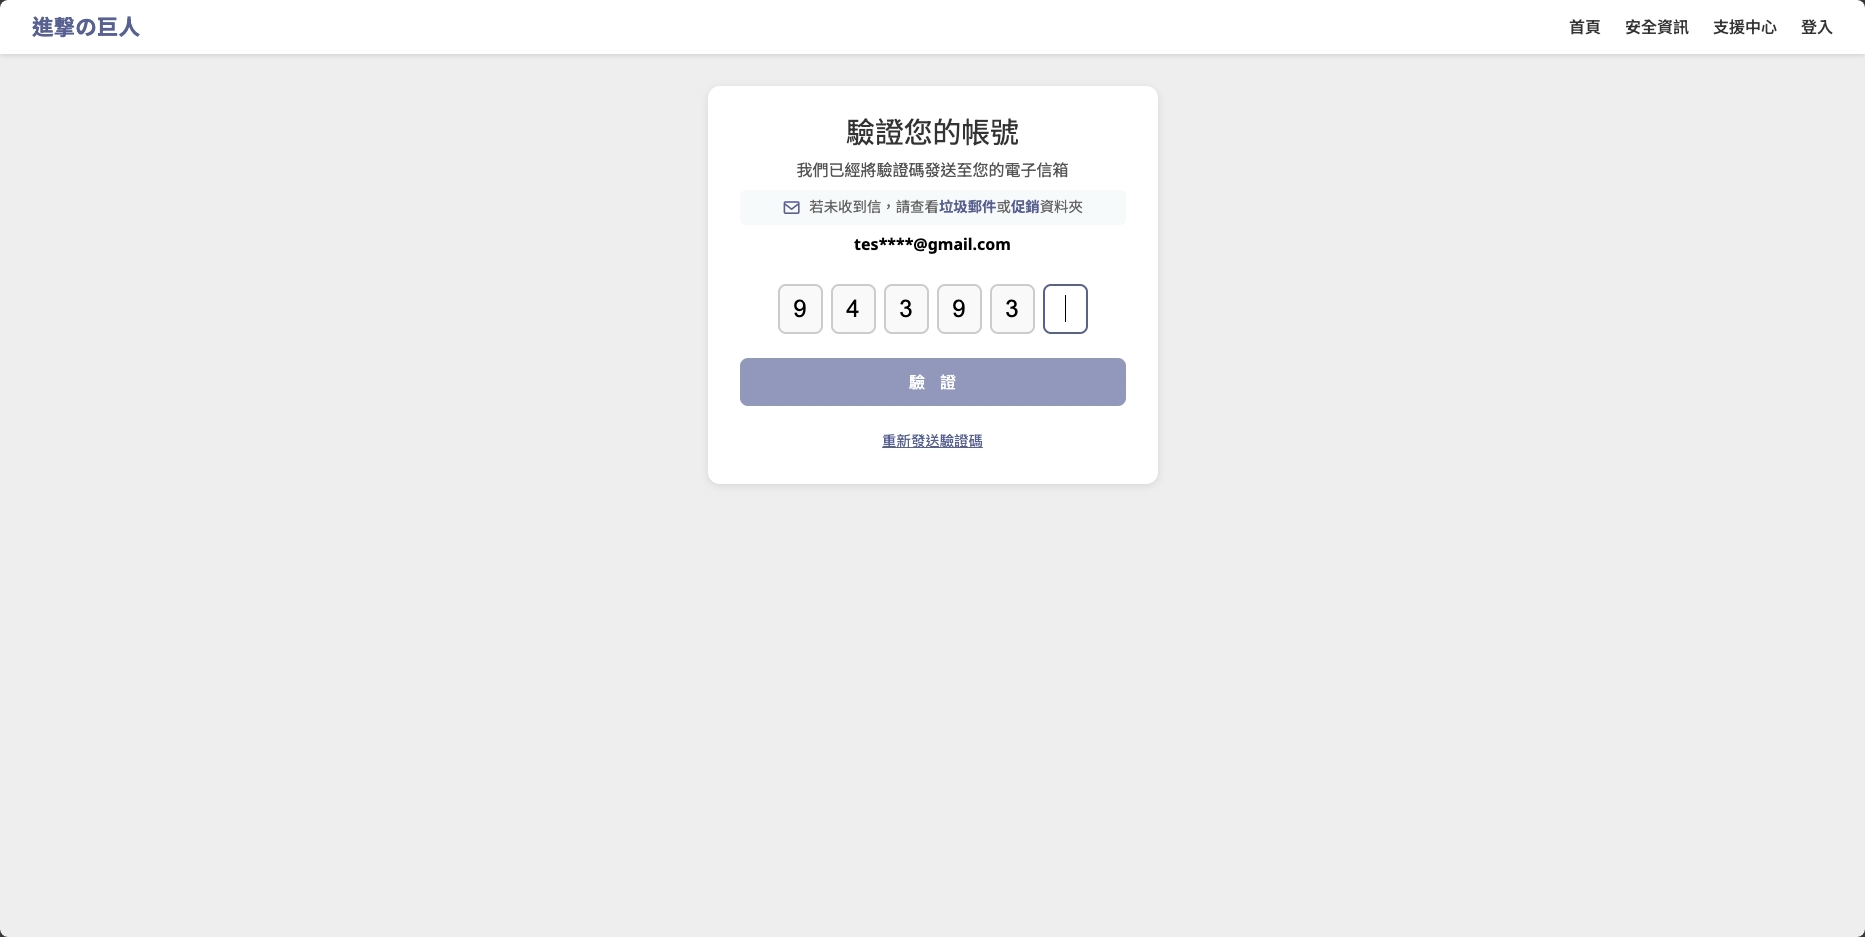 進撃の巨人
首頁 安全資訊 支援中心 登入
驗證您的帳號
我們已經將驗證碼發送至您的電子信箱
若未收到信，請查看垃圾郵件或促銷資料夾
tes****@gmail.com
9 4 3 9 3
驗 證
重新發送驗證碼